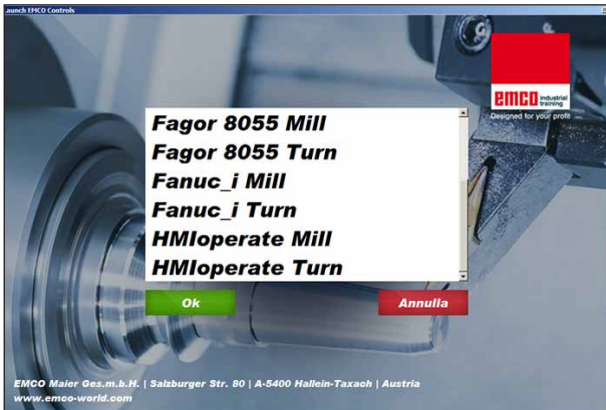 Launch EMCO Controls
emco industrial
training
Designed for your profit
Fagor 8055 Mill
Fagor 8055 Turn
Fanuc_i Mill
Fanuc_i Turn
HMIoperate Mill
HMIoperate Turn
Ok
Annulla
EMCO Maier Ges.m.b.H. | Salzburger Str. 80 | A-5400 Hallein-Taxach | Austria
www.emco-world.com